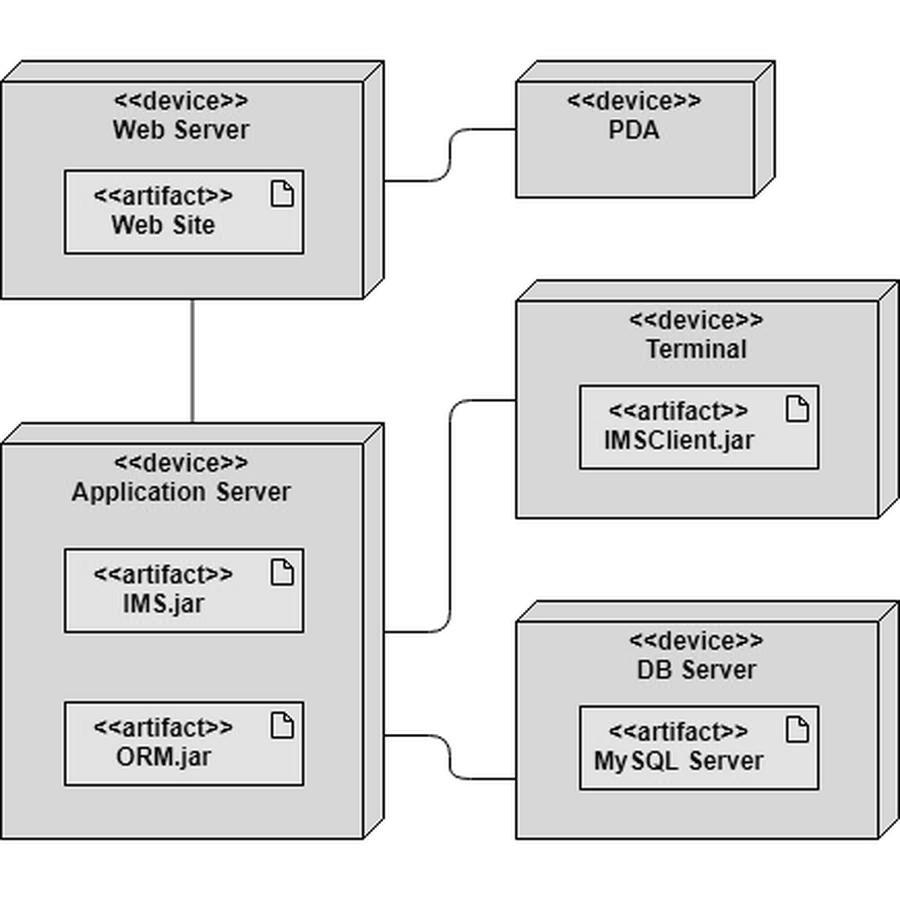 <<device>>
Web Server
<<artifact>>
Web Site
<<device>>
PDA
<<device>>
Terminal
<<artifact>>
IMSClient.jar
<<device>>
Application Server
<<artifact>>
IMS.jar
<<artifact>>
ORM.jar
<<device>>
DB Server
<<artifact>>
MySQL Server